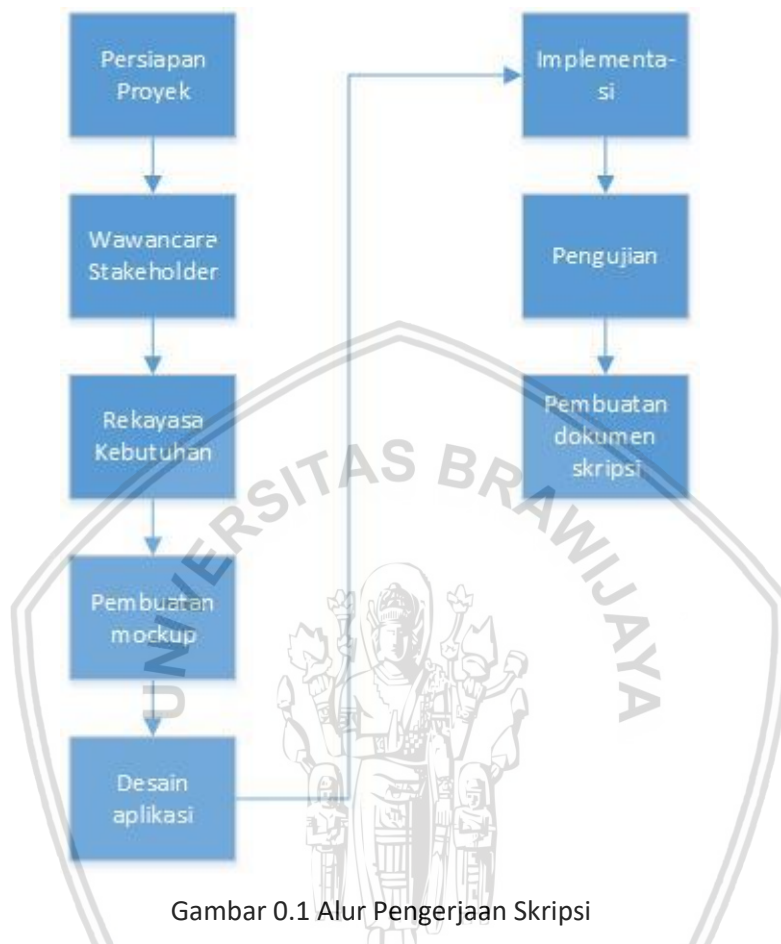 Persiapan
Proyek
Wawancara
Stakeholder
Rekayasa
Kebutuhan
Pembuatan
mockup
Desain
aplikasi
Implementa-
si
Pengujian
Pembuatan
dokumen
skripsi
UNIVERSITAS BRAWIJAYA
Gambar 0.1 Alur Pengerjaan Skripsi